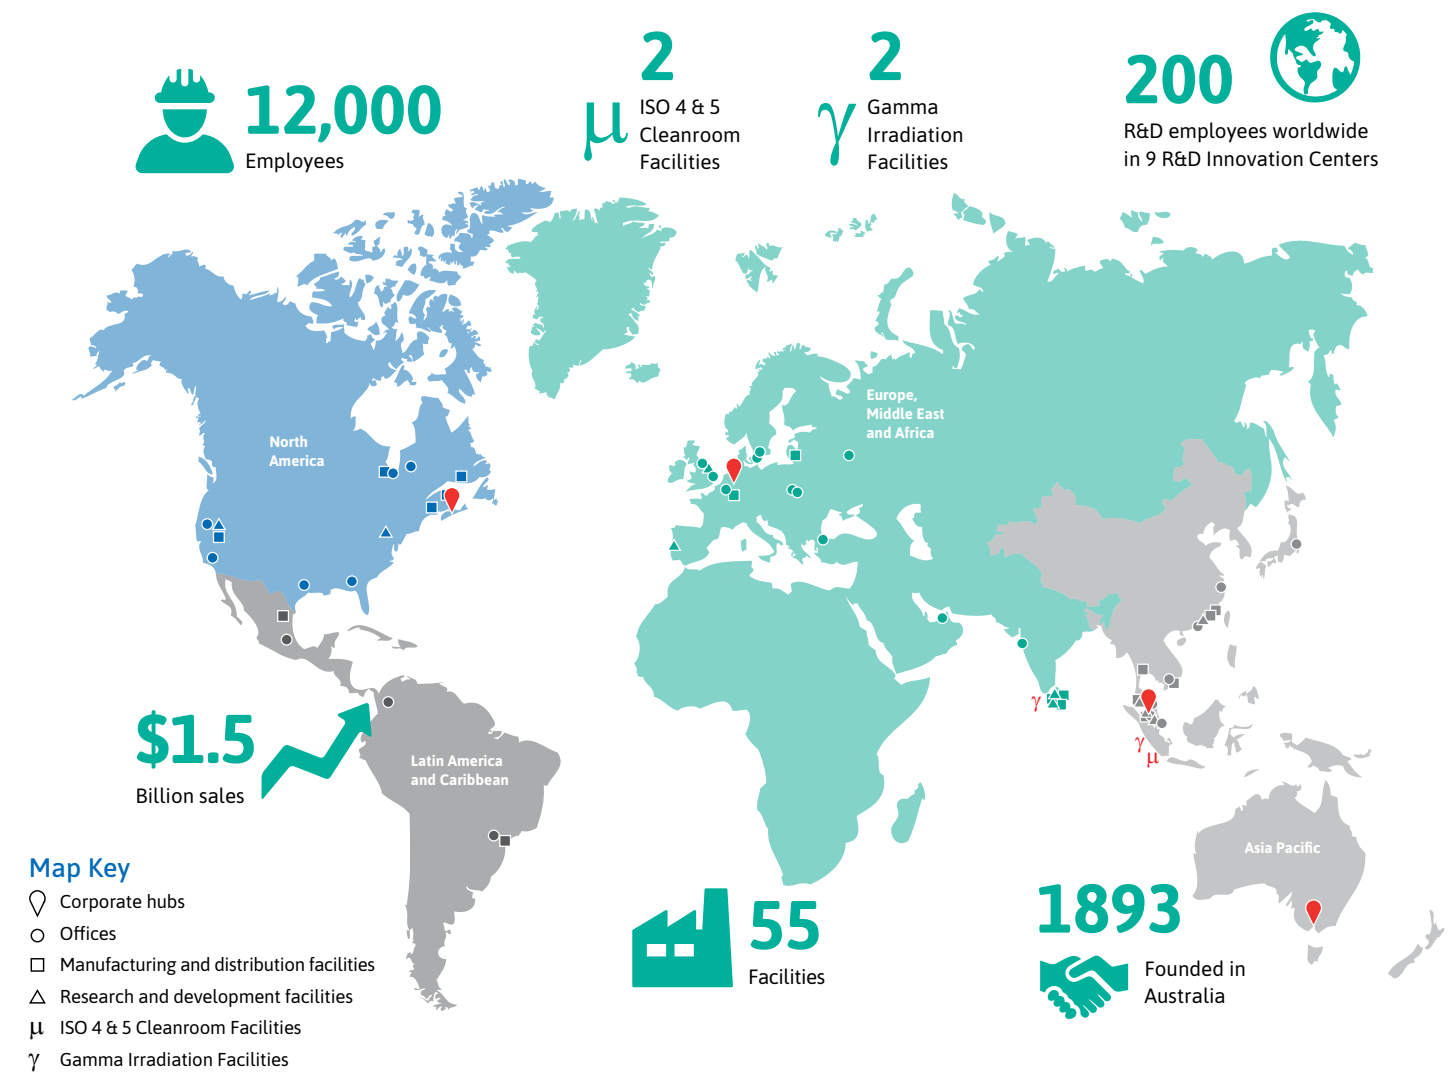 12,000
Employees
2
μ
ISO 4 & 5
Cleanroom
Facilities
2
γ
Gamma
Irradiation
Facilities
200
R&D employees worldwide
in 9 R&D Innovation Centers
North
America
Europe,
Middle East
and Africa
γ
γ
μ
$1.5
Billion sales
Latin America
and Caribbean
Asia Pacific
55
Facilities
1893
Founded in
Australia
Map Key
Corporate hubs
Offices
Manufacturing and distribution facilities
Research and development facilities
μ ISO 4 & 5 Cleanroom Facilities
γ Gamma Irradiation Facilities